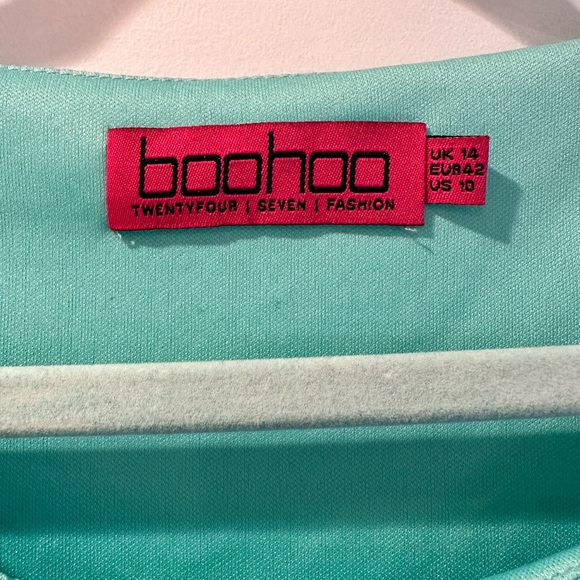 boohoo
TWENTYFOUR | SEVEN | FASHION
UK 14
EUR42
US 10